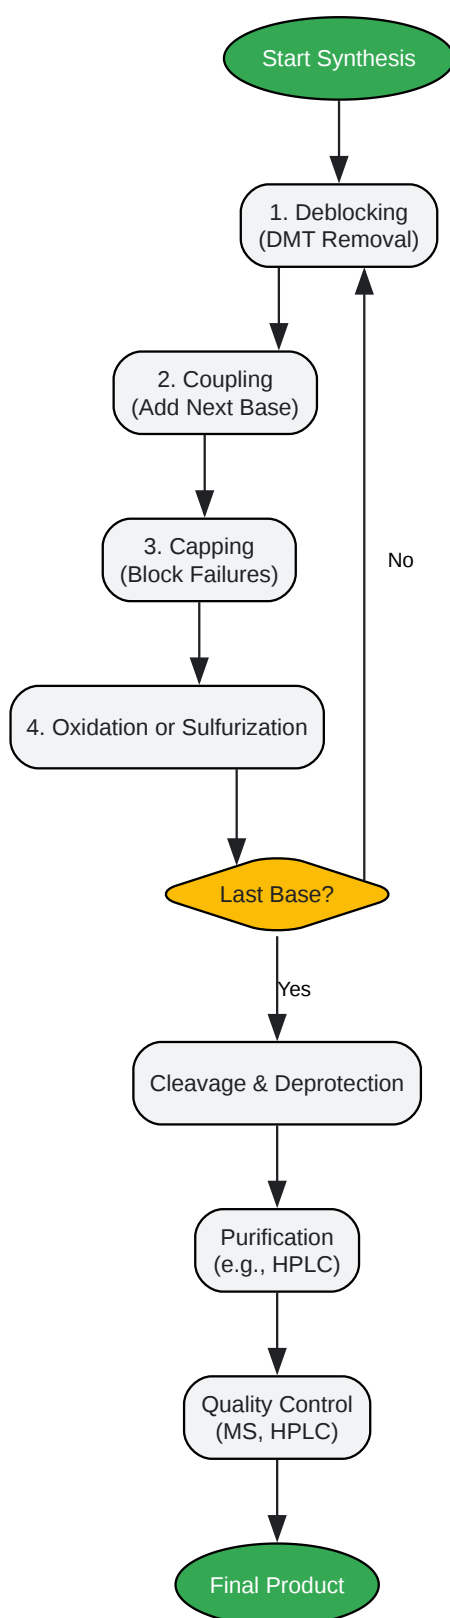 Start Synthesis
1. Deblocking
(DMT Removal)
2. Coupling
(Add Next Base)
3. Capping
(Block Failures)
No
4. Oxidation or Sulfurization
Last Base?
Yes
Cleavage & Deprotection
Purification
(e.g., HPLC)
Quality Control
(MS, HPLC)
Final Product